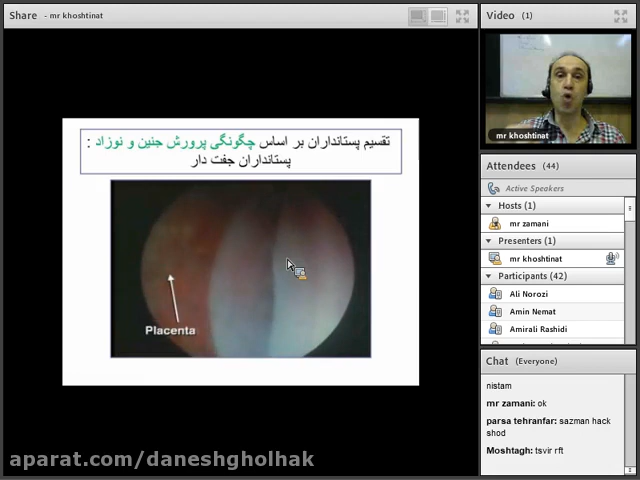 Share - mr khoshtinat
تقسیم پستانداران بر اساس چگونگی پرورش جنین و نوزاد :
پستانداران جفت دار
Placenta
aparat.com/daneshgholhak
Video (1)
mr khoshtinat
Attendees (44)
Active Speakers
Hosts (1)
mr zamani
Presenters (1)
mr khoshtinat
Participants (42)
Ali Norozi
Amin Nemat
Amirali Rashidi
Chat (Everyone)
nistam
mr zamani: ok
parsa tehranfar: sazman hack
shod
Moshtagh: tsvir rft